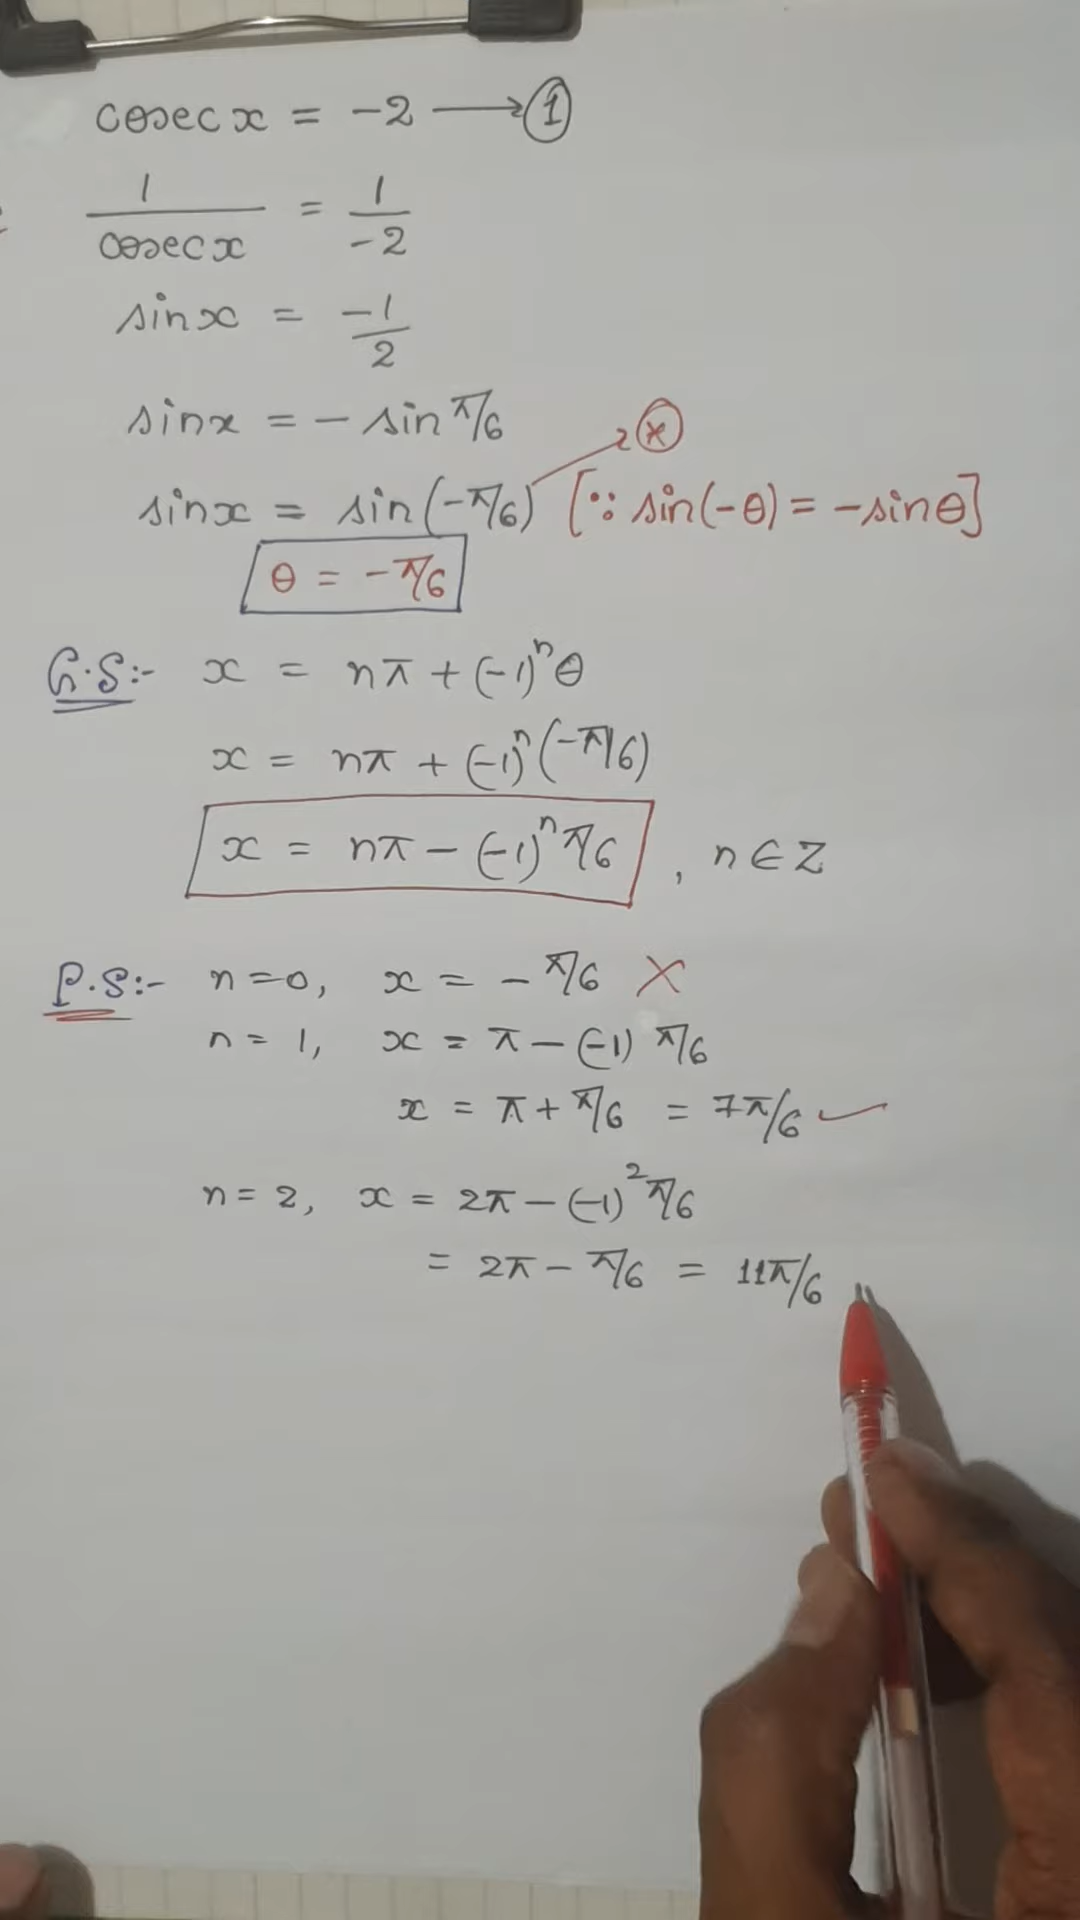 cosec x = -2 → ①
1/cosec x = 1/-2
sin x = -1/2
sin x = - sin π/6
sin x = sin(-π/6) → ⊛ [∵ sin(-θ) = -sinθ]
θ = -π/6
G.S:- x = nπ + (-1)ⁿ θ
x = nπ + (-1)ⁿ (-π/6)
x = nπ - (-1)ⁿ π/6 , n ∈ Z
P.S:- n=0, x = - π/6 ✗
n = 1, x = π - (-1) π/6
x = π + π/6 = 7π/6 ✓
n = 2, x = 2π - (-1)² π/6
= 2π - π/6 = 11π/6